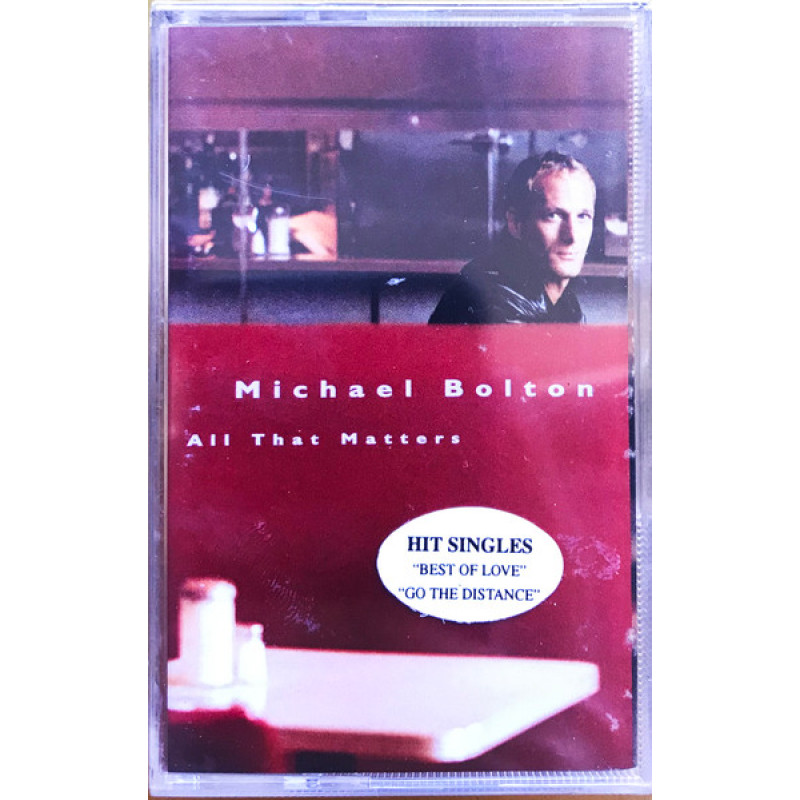 Michael Bolton
All That Matters
HIT SINGLES
"BEST OF LOVE"
"GO THE DISTANCE"